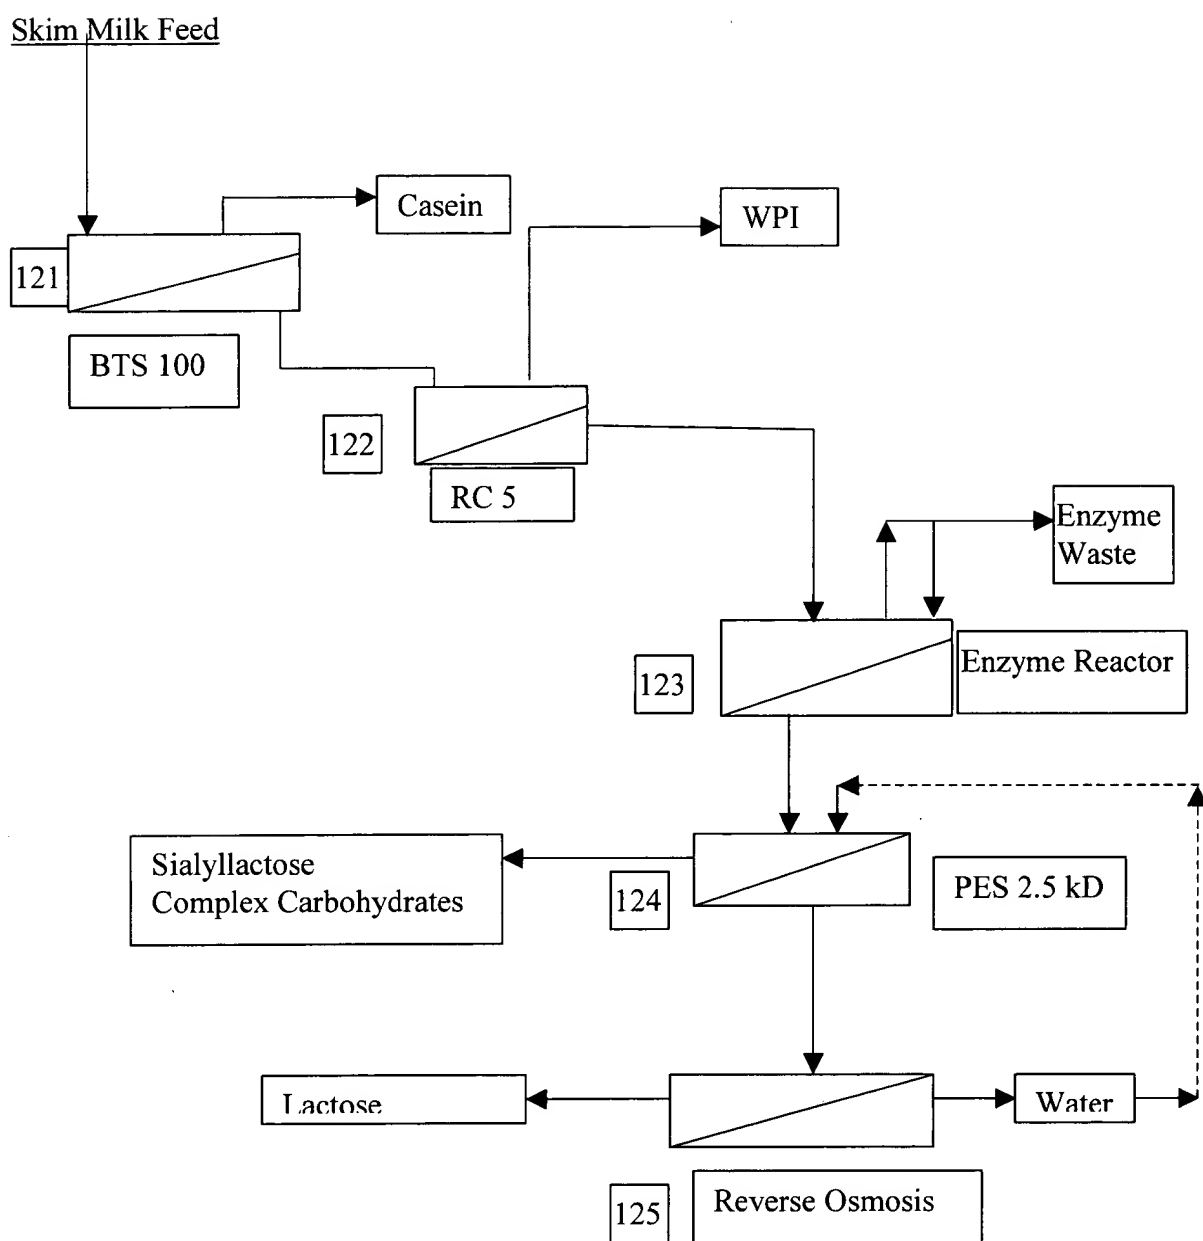 Skim Milk Feed
Casein
WPI
121
BTS 100
122
RC 5
Enzyme
Waste
123
Enzyme Reactor
Sialyllactose
Complex Carbohydrates
124
PES 2.5 kD
Lactose
Water
125
Reverse Osmosis